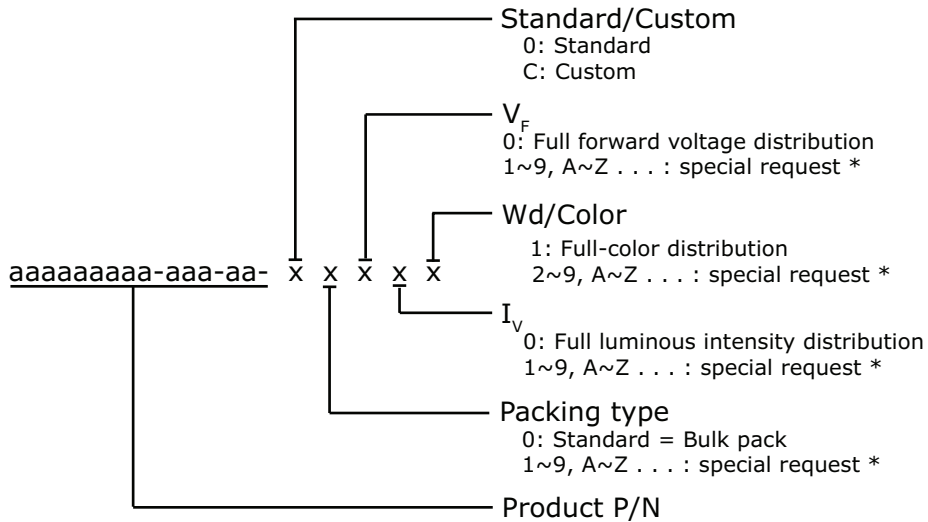 Standard/Custom
0: Standard
C: Custom
VF
0: Full forward voltage distribution
1~9, A~Z . . . : special request *
Wd/Color
1: Full-color distribution
2~9, A~Z . . . : special request *
aaaaaaaaa-aaa-aa- x x x x x
IV
0: Full luminous intensity distribution
1~9, A~Z . . . : special request *
Packing type
0: Standard = Bulk pack
1~9, A~Z . . . : special request *
Product P/N